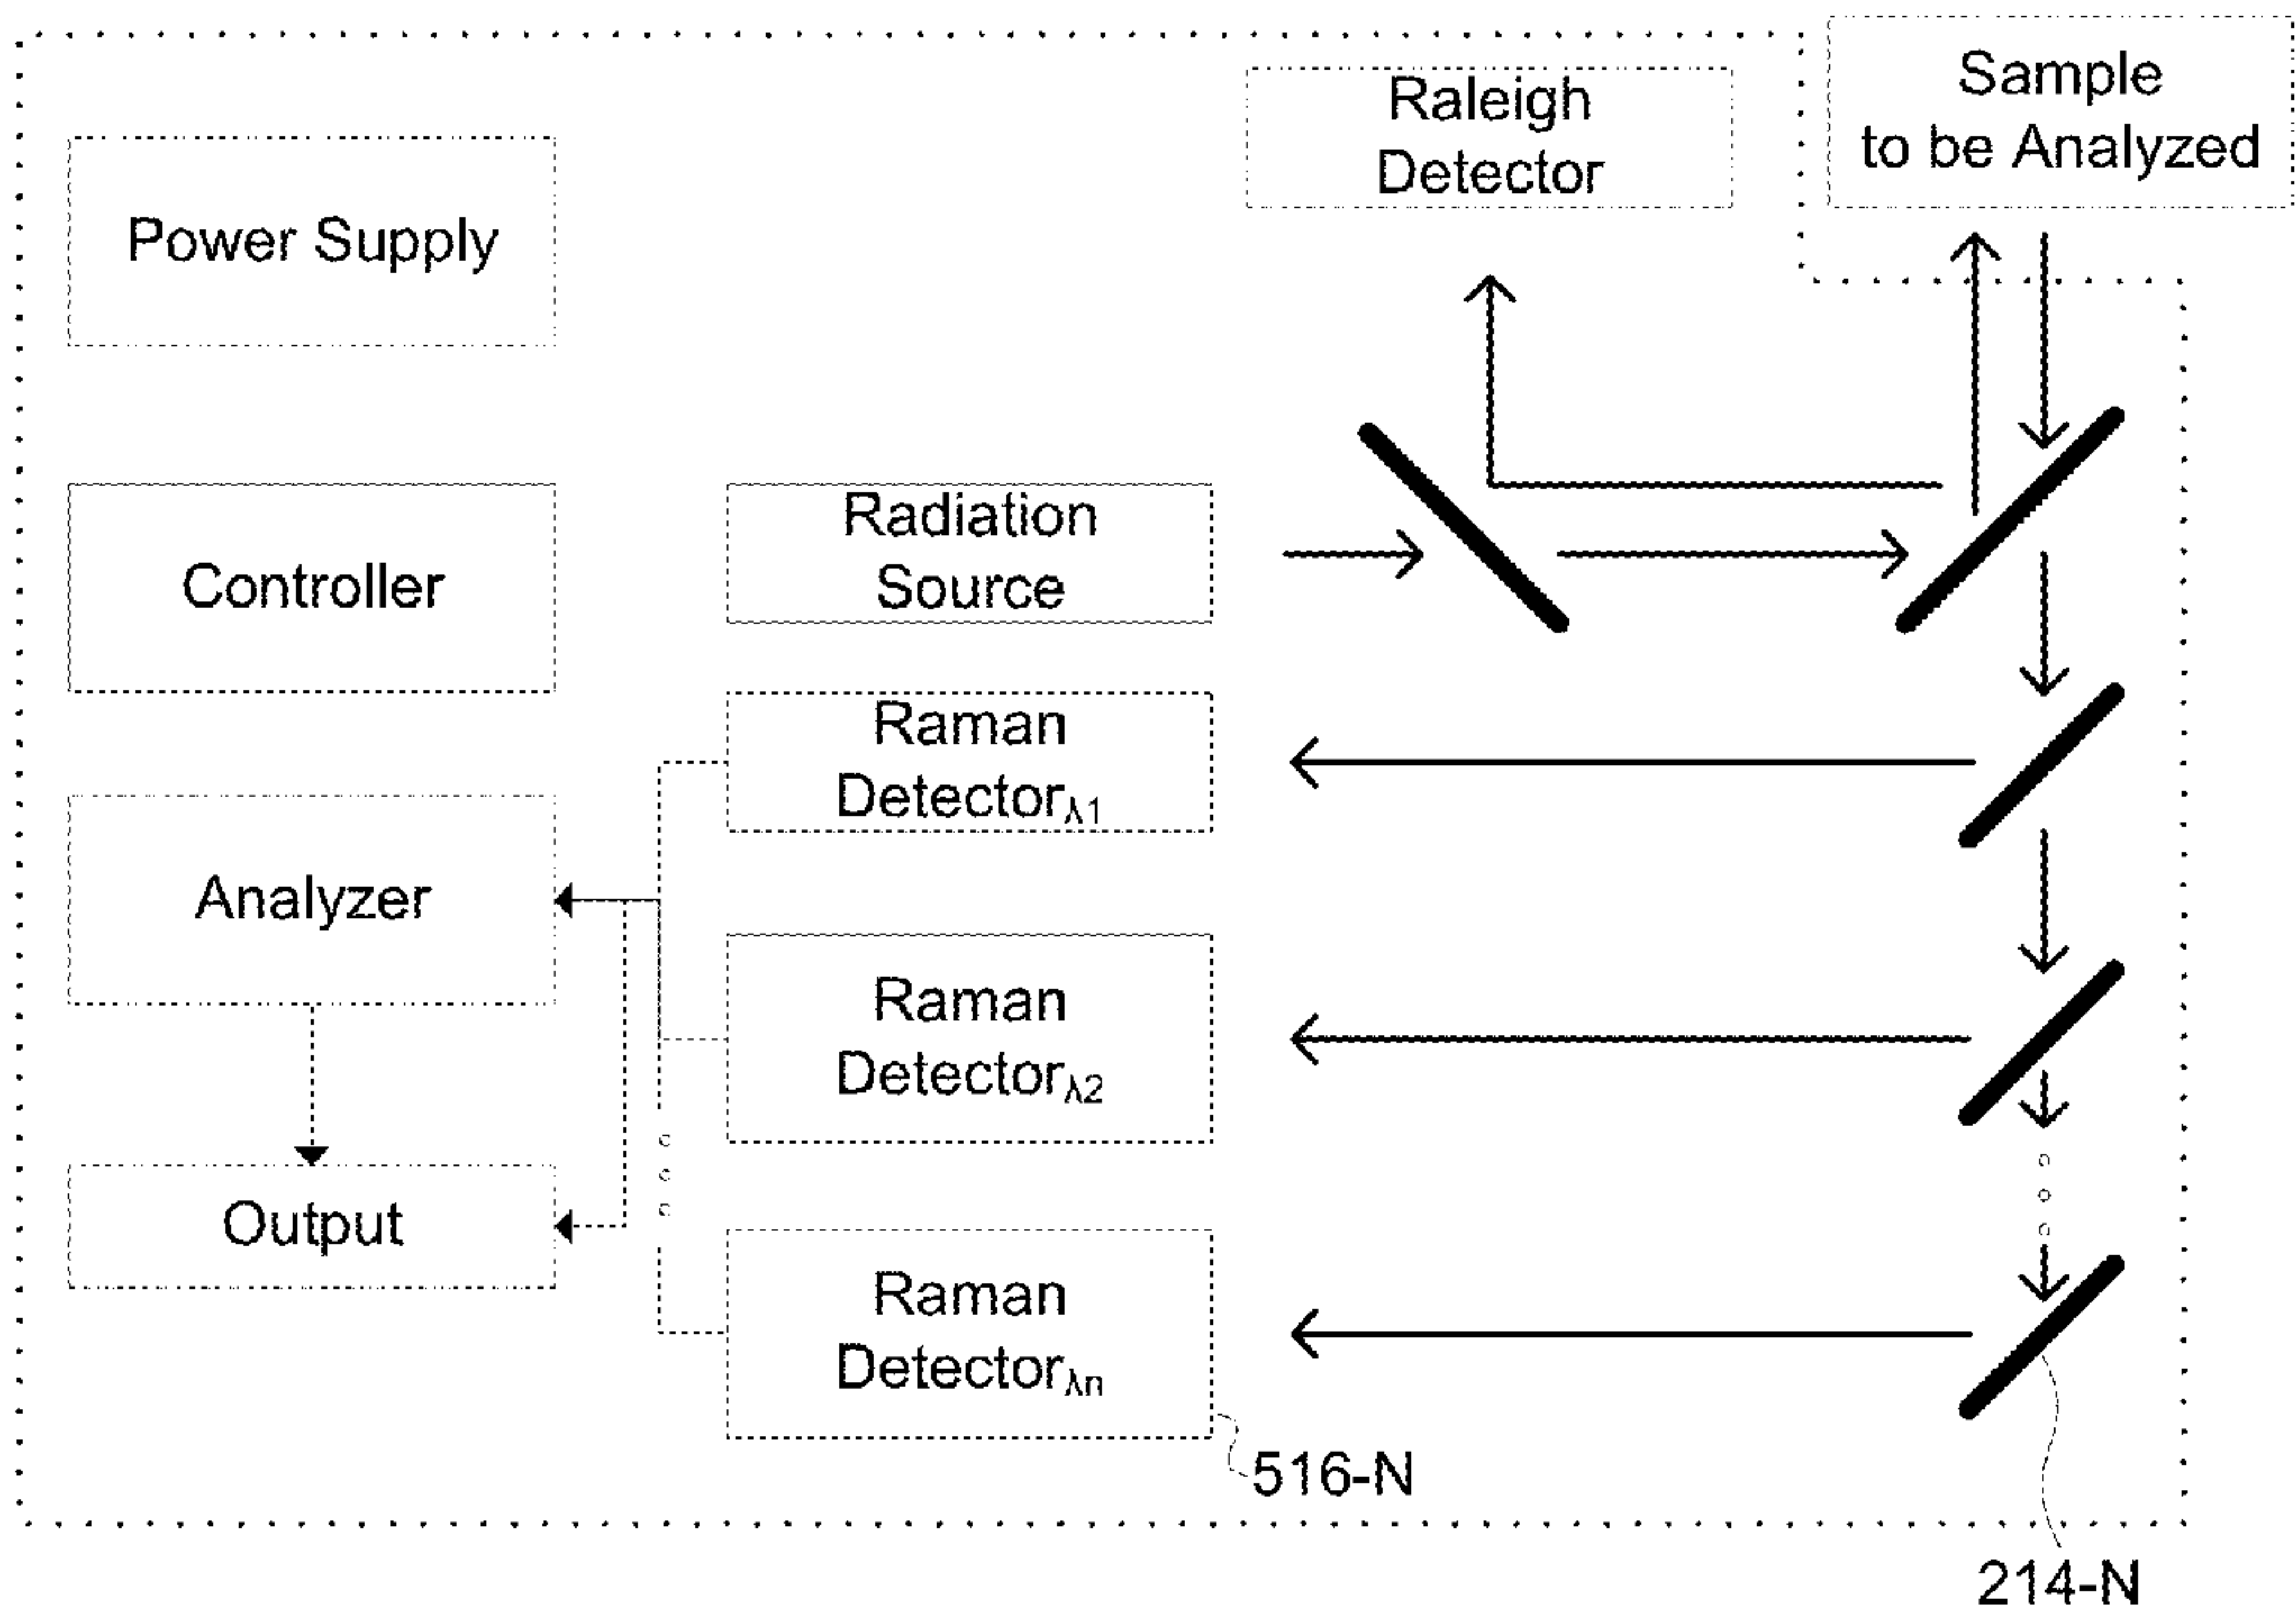 Raleigh
Detector
Sample
to be Analyzed
Power Supply
Controller
Radiation
Source
Raman
Detectorλ1
Analyzer
Raman
Detectorλ2
Output
Raman
Detectorλn
516-N
214-N